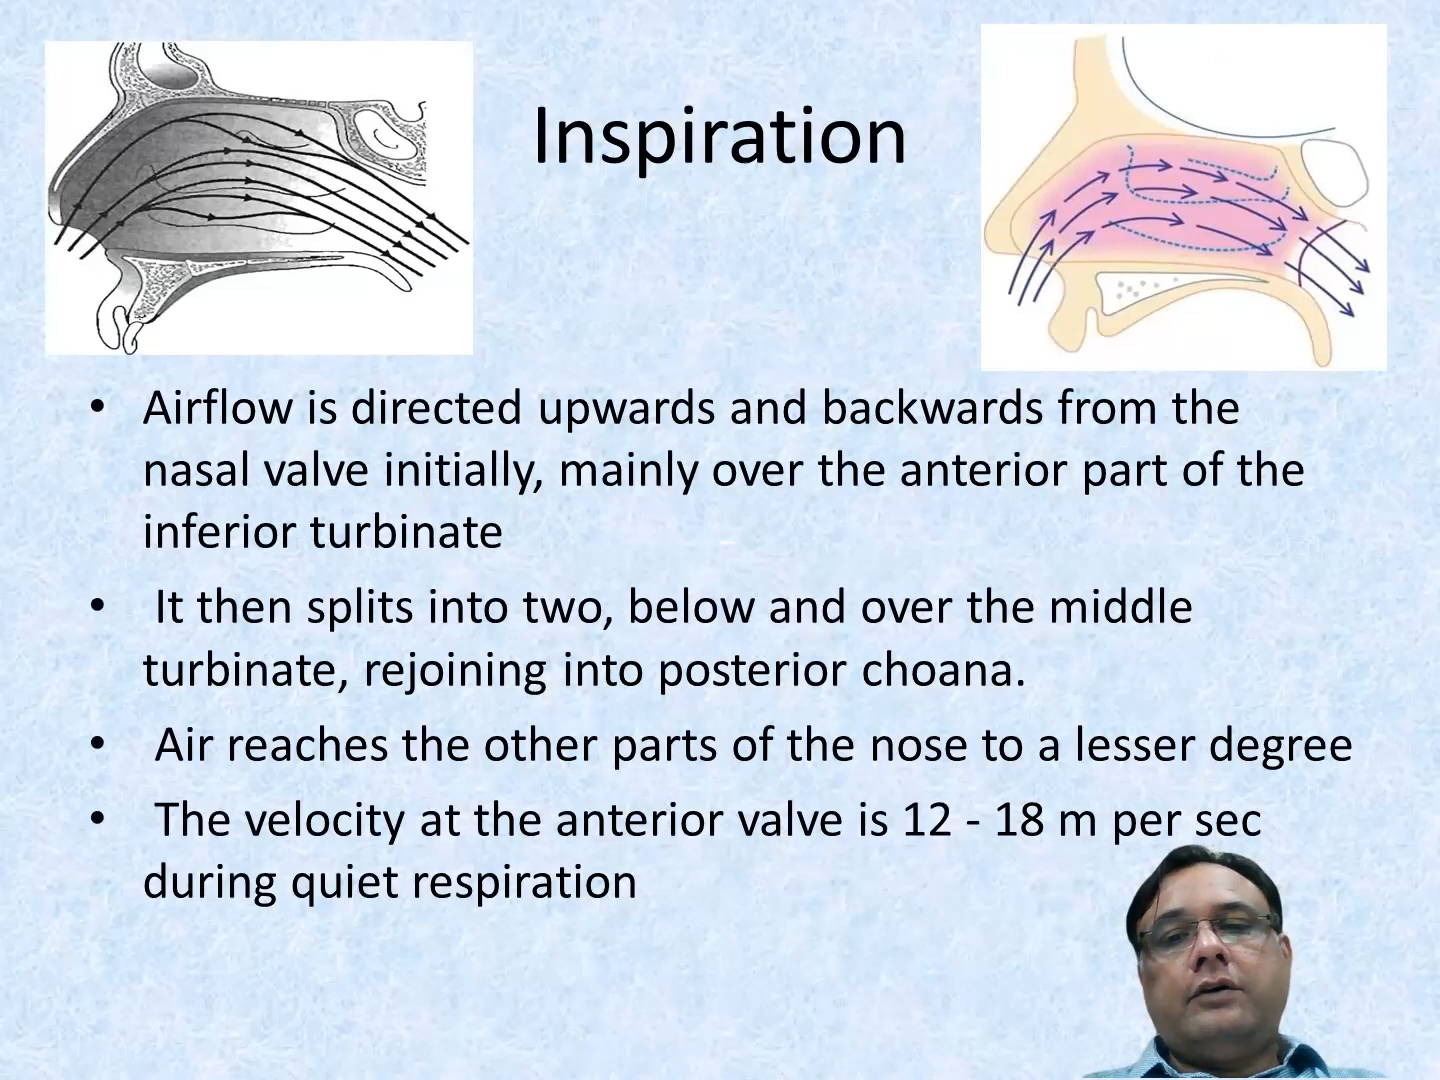 Inspiration
• Airflow is directed upwards and backwards from the
nasal valve initially, mainly over the anterior part of the
inferior turbinate
• It then splits into two, below and over the middle
turbinate, rejoining into posterior choana.
• Air reaches the other parts of the nose to a lesser degree
• The velocity at the anterior valve is 12 - 18 m per sec
during quiet respiration